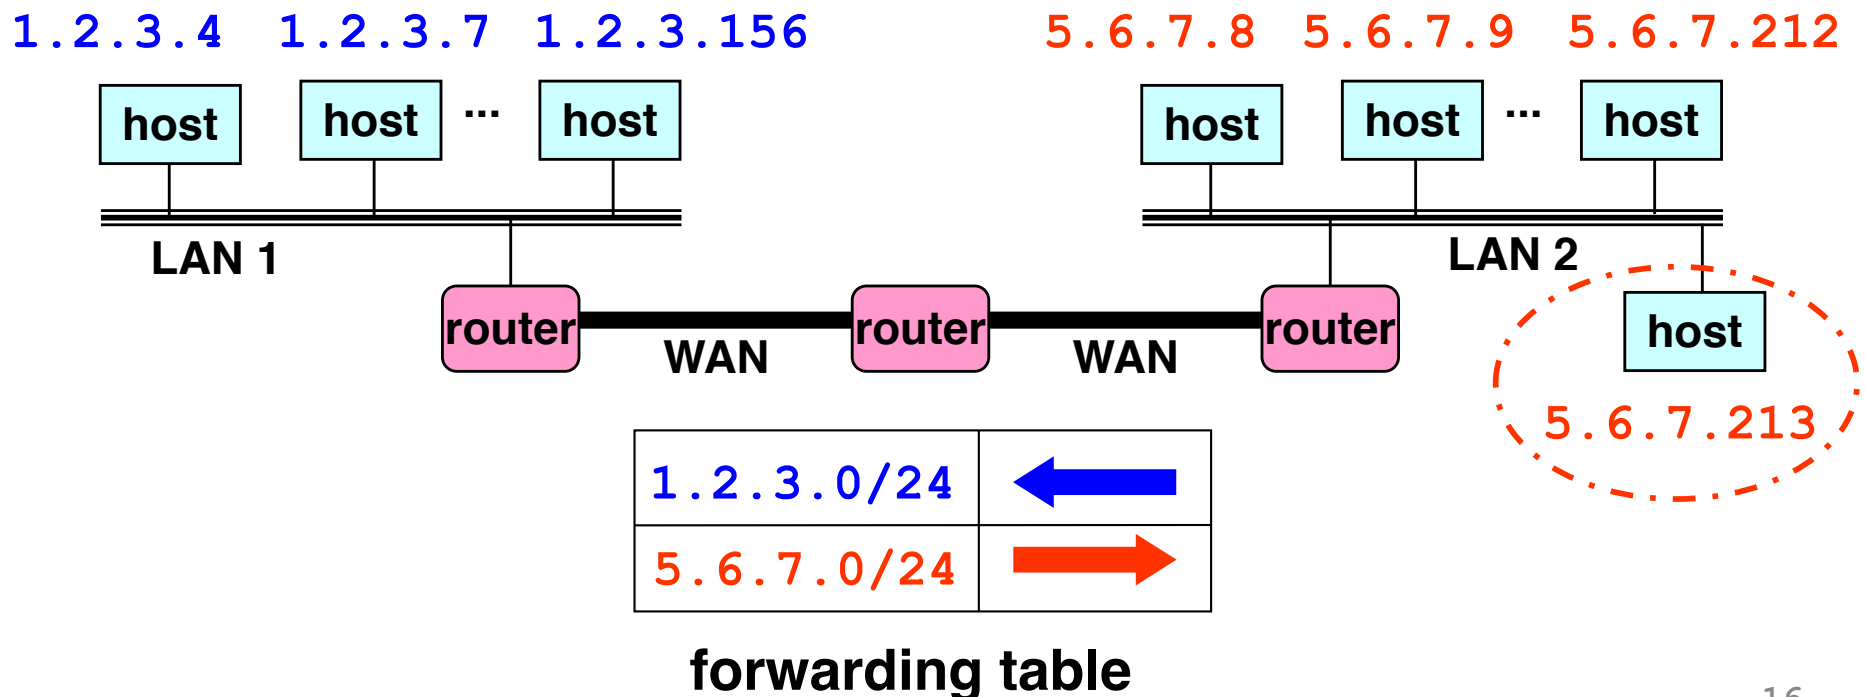 1.2.3.4 1.2.3.7 1.2.3.156 5.6.7.8 5.6.7.9 5.6.7.212
host host ... host host host ... host
LAN 1 LAN 2
router WAN router WAN router host
5.6.7.213
1.2.3.0/24
5.6.7.0/24
forwarding table
16